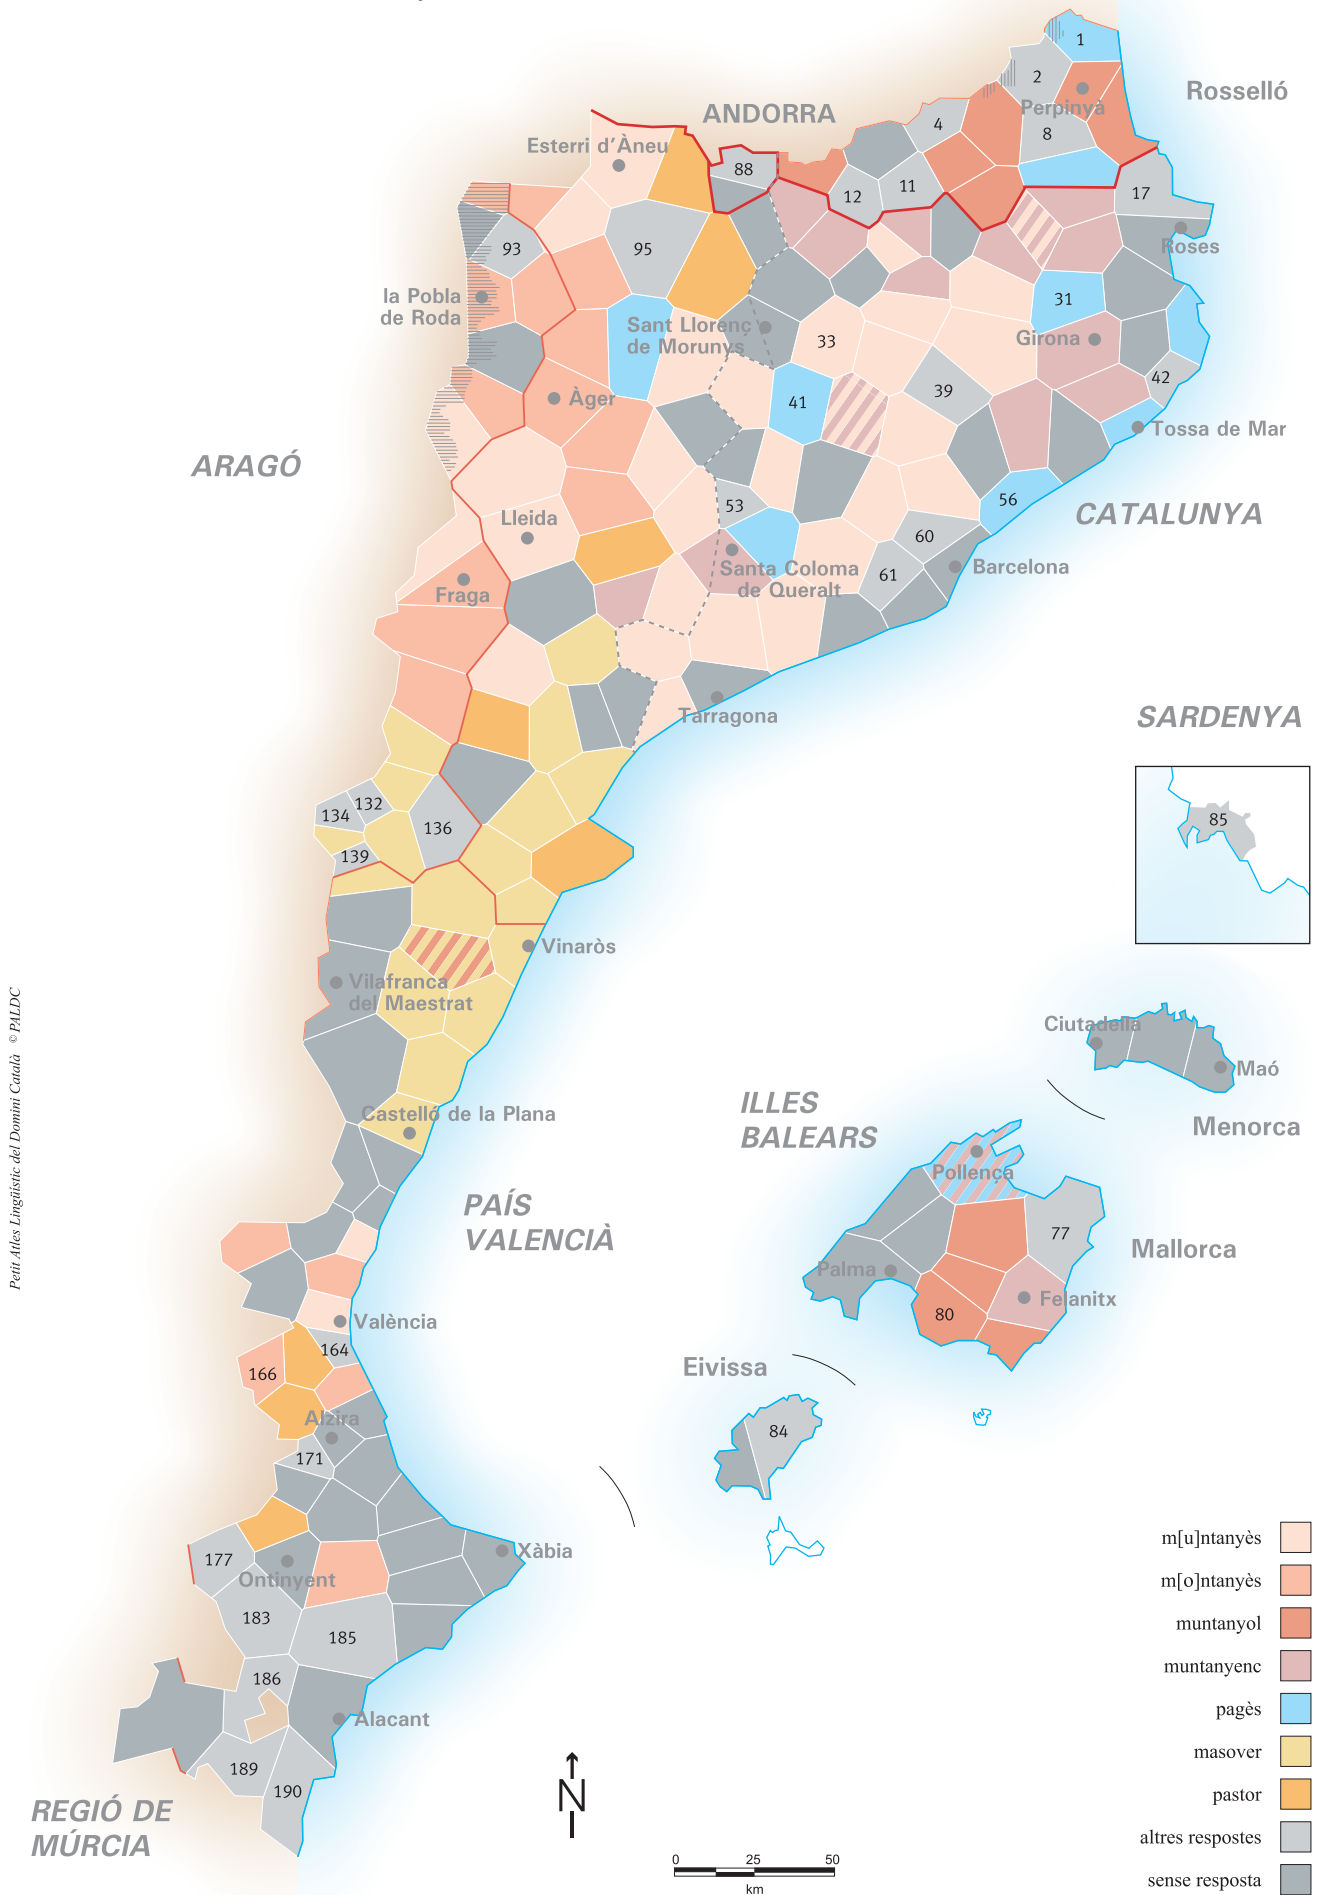 1
2
Rosselló
Perpinyà
ANDORRA
4
8
Esterri d'Àneu
88
12
11
17
93
95
Roses
la Pobla
de Roda
31
Sant Llorenç
de Morunys
33
Girona
42
39
Àger
41
Tossa de Mar
ARAGÓ
53
56
CATALUNYA
Lleida
60
Santa Coloma
de Queralt
61
Barcelona
Fraga
Tarragona
SARDENYA
134
132
136
85
139
Vinaròs
Vilafranca
del Maestrat
Ciutadella
Maó
Castelló de la Plana
ILLES
BALEARS
Menorca
Pollença
PAÍS
VALENCIÀ
77
Mallorca
Palma
80
Felanitx
València
164
166
Eivissa
Alzira
84
171
177
Xàbia
Ontinyent
183
185
186
Alacant
189
190
REGIÓ DE
MÚRCIA
N
0 25 50
km
m[u]ntanyès
m[o]ntanyès
muntanyol
muntanyenc
pagès
masover
pastor
altres respostes
sense resposta
Petit Atles Lingüístic del Domini Català © PALDC